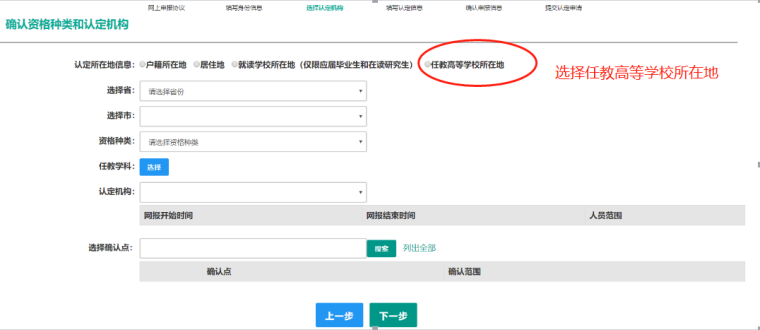 网上申报协议 填写身份信息 选择认定机构 填写认定信息 确认申报信息 提交认定申请
确认资格种类和认定机构
认定所在地信息： 户籍所在地 居住地 就读学校所在地（仅限应届毕业生和在读研究生） 任教高等学校所在地
选择任教高等学校所在地
选择省： 请选择省份
选择市：
资格种类： 请选择资格种类
任教学科： 选择
认定机构：
网报开始时间 网报结束时间 人员范围
选择确认点： 搜索 列出全部
确认点 确认范围
上一步 下一步